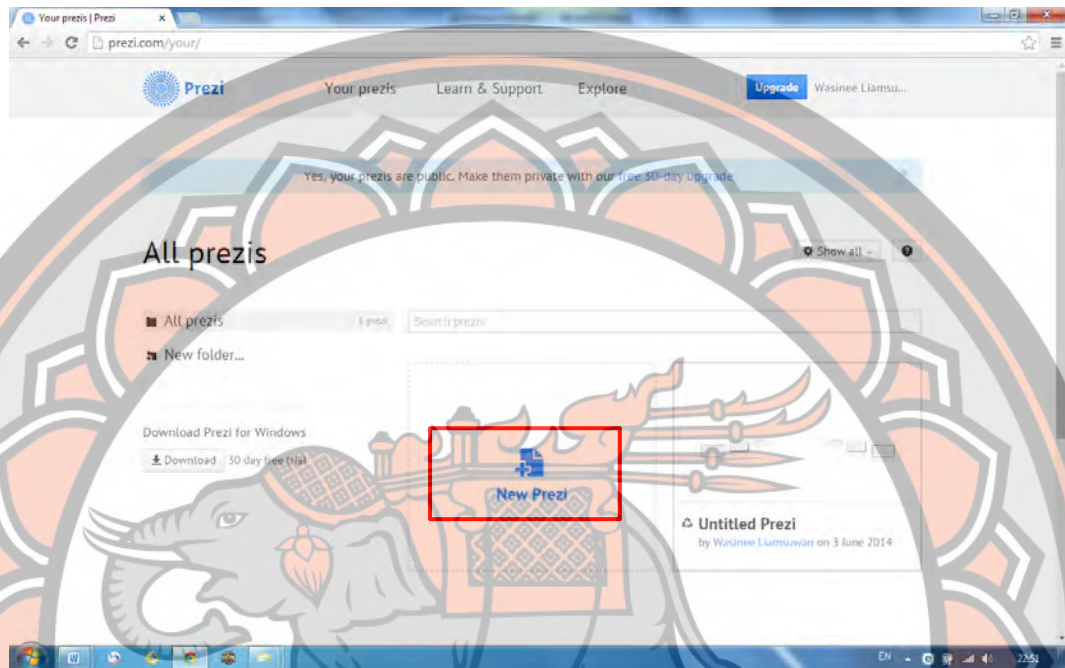 Your prezis | Prezi
prezi.com/your/
Prezi
Your prezis
Learn & Support
Explore
Upgrade
Wasinee Liamsu...
Yes, your prezis are public. Make them private with our free 30-day upgrade
All prezis
Show all
All prezis
Search prezis
New folder...
Download Prezi for Windows
Download
30 day free trial
New Prezi
Untitled Prezi
by Wasinee Liamsuwan on 3 June 2014
EN
22:51